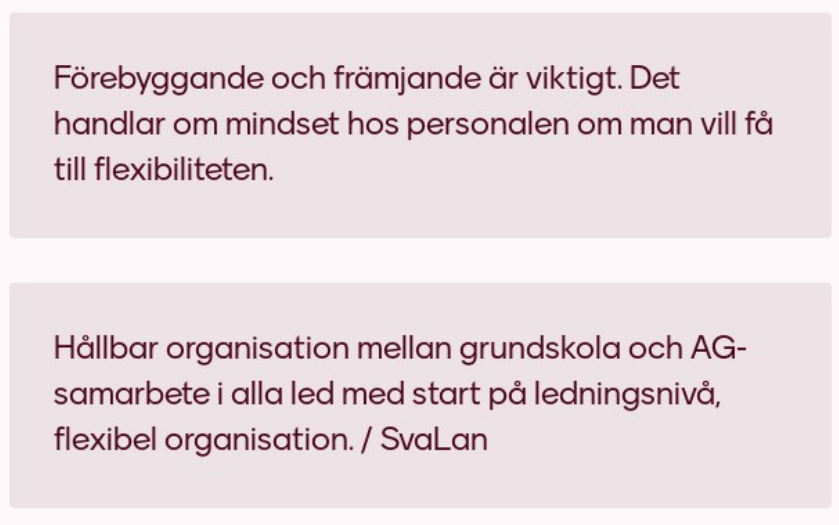 Förebyggande och främjande är viktigt. Det
handlar om mindset hos personalen om man vill få
till flexibiliteten.
Hållbar organisation mellan grundskola och AG-
samarbete i alla led med start på ledningsnivå,
flexibel organisation. / SvaLan